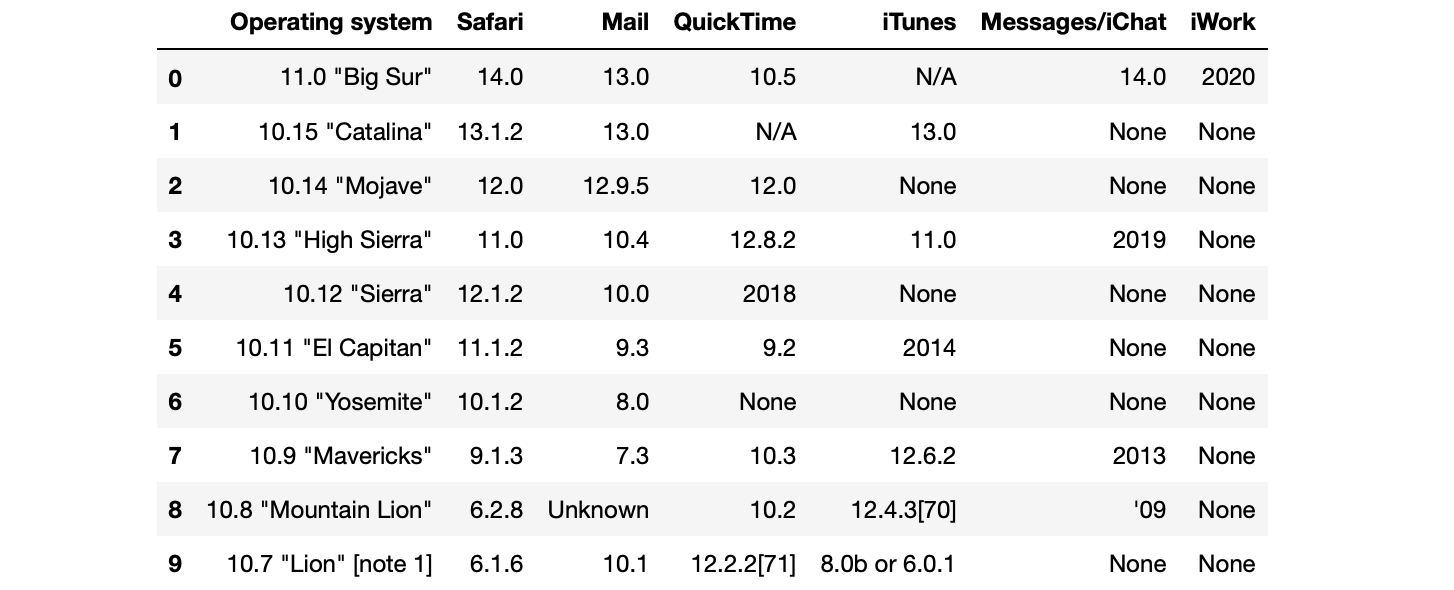 Operating system Safari Mail QuickTime iTunes Messages/iChat iWork
0 11.0 "Big Sur" 14.0 13.0 10.5 N/A 14.0 2020
1 10.15 "Catalina" 13.1.2 13.0 N/A 13.0 None None
2 10.14 "Mojave" 12.0 12.9.5 12.0 None None None
3 10.13 "High Sierra" 11.0 10.4 12.8.2 11.0 2019 None
4 10.12 "Sierra" 12.1.2 10.0 2018 None None None
5 10.11 "El Capitan" 11.1.2 9.3 9.2 2014 None None
6 10.10 "Yosemite" 10.1.2 8.0 None None None None
7 10.9 "Mavericks" 9.1.3 7.3 10.3 12.6.2 2013 None
8 10.8 "Mountain Lion" 6.2.8 Unknown 10.2 12.4.3[70] '09 None
9 10.7 "Lion" [note 1] 6.1.6 10.1 12.2.2[71] 8.0b or 6.0.1 None None